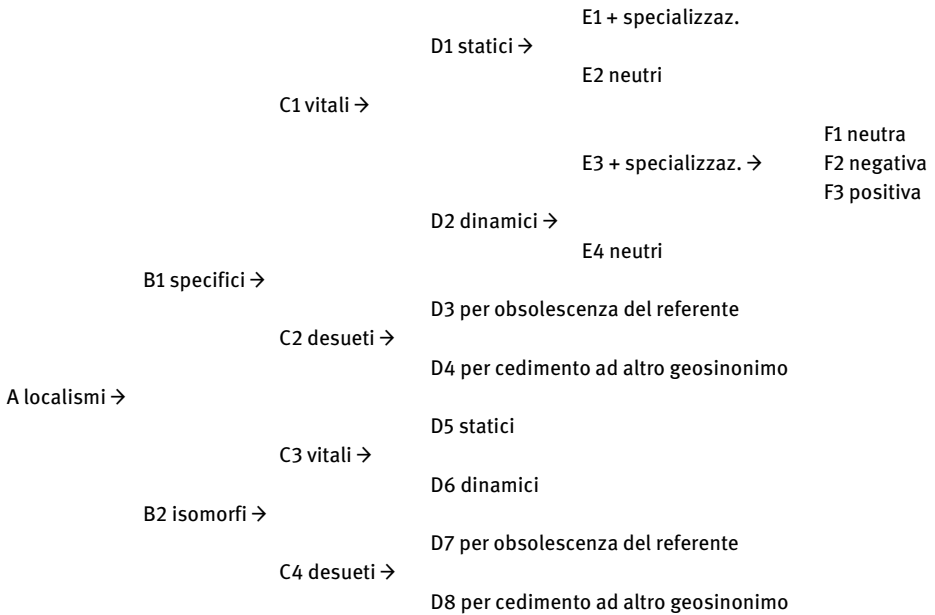 E1 + specializzaz.
D1 statici →
E2 neutri
C1 vitali →
F1 neutra
E3 + specializzaz. → F2 negativa
F3 positiva
D2 dinamici →
E4 neutri
B1 specifici →
D3 per obsolescenza del referente
C2 desueti →
D4 per cedimento ad altro geosinonimo
A localismi →
D5 statici
C3 vitali →
D6 dinamici
B2 isomorfi →
D7 per obsolescenza del referente
C4 desueti →
D8 per cedimento ad altro geosinonimo